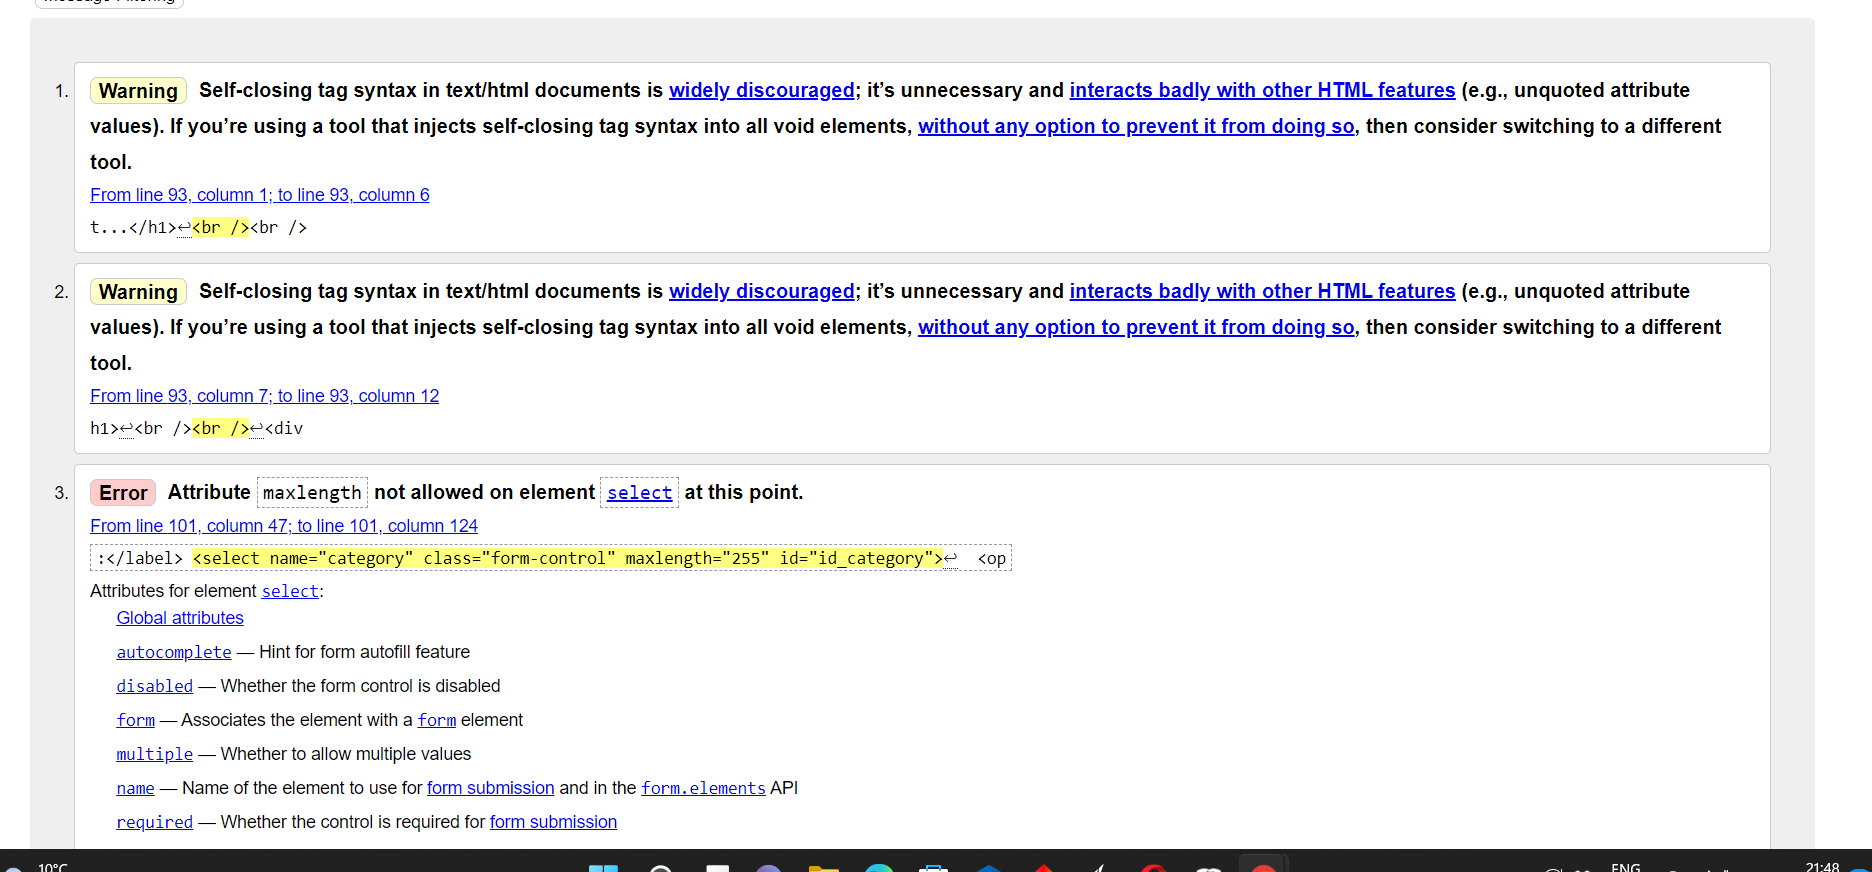 Message Filtering
1. Warning Self-closing tag syntax in text/html documents is widely discouraged; it’s unnecessary and interacts badly with other HTML features (e.g., unquoted attribute
values). If you’re using a tool that injects self-closing tag syntax into all void elements, without any option to prevent it from doing so, then consider switching to a different
tool.
From line 93, column 1; to line 93, column 6
t...</h1>↩<br /><br />
2. Warning Self-closing tag syntax in text/html documents is widely discouraged; it’s unnecessary and interacts badly with other HTML features (e.g., unquoted attribute
values). If you’re using a tool that injects self-closing tag syntax into all void elements, without any option to prevent it from doing so, then consider switching to a different
tool.
From line 93, column 7; to line 93, column 12
h1>↩<br /><br />↩<div
3. Error Attribute maxlength not allowed on element select at this point.
From line 101, column 47; to line 101, column 124
:</label> <select name="category" class="form-control" maxlength="255" id="id_category">↩  <op
Attributes for element select:
Global attributes
autocomplete — Hint for form autofill feature
disabled — Whether the form control is disabled
form — Associates the element with a form element
multiple — Whether to allow multiple values
name — Name of the element to use for form submission and in the form.elements API
required — Whether the control is required for form submission
10°C
ENG
21:48